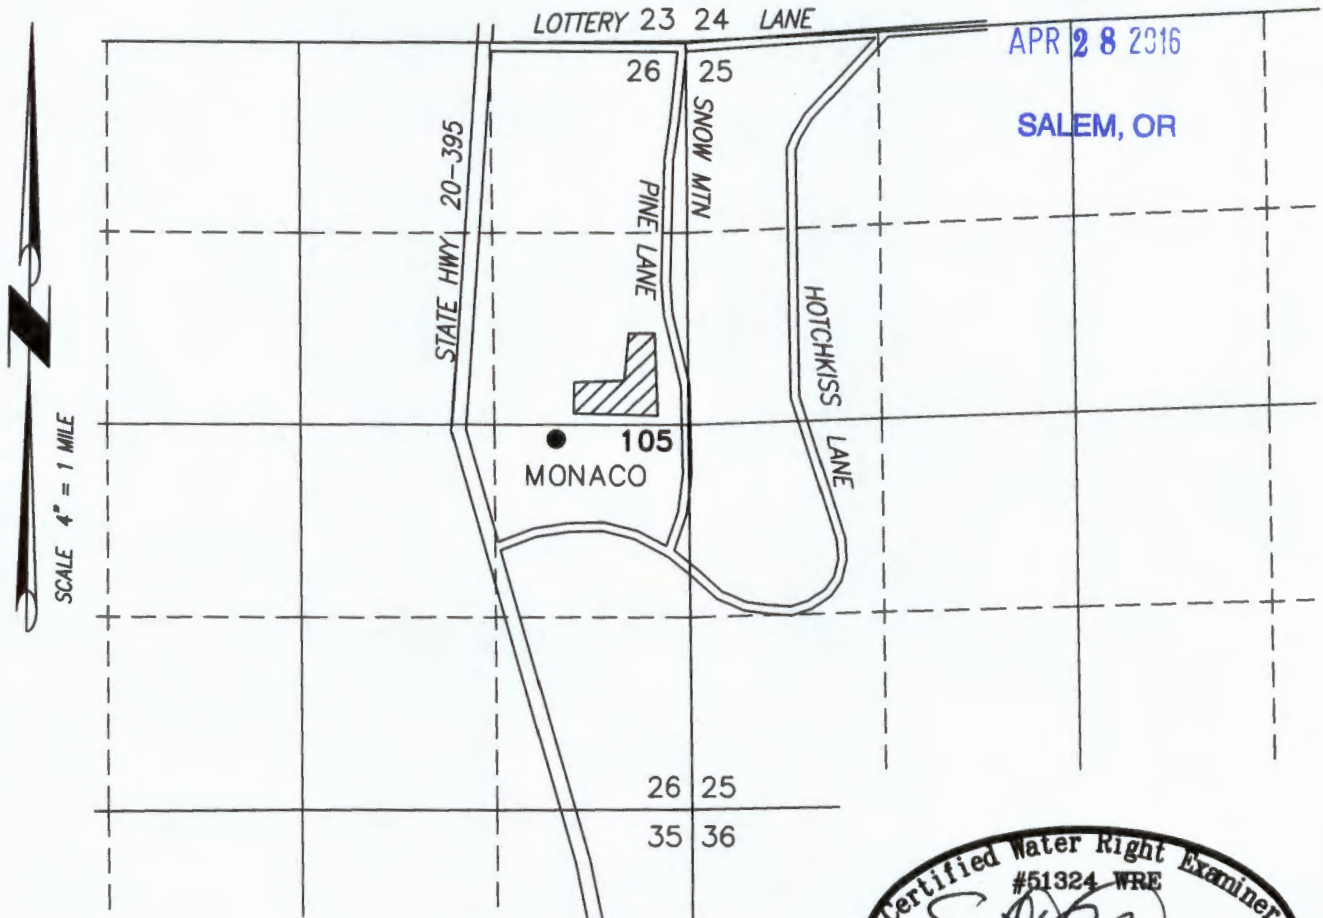 LOTTERY 23 24 LANE
APR 28 2016
26 25
SALEM, OR
STATE HWY 20-395
SNOW MTN
PINE LANE
HOTCHKISS LANE
SCALE 4" = 1 MILE
105
MONACO
26 25
35 36
Certified Water Right Examiner
#51324 WRE